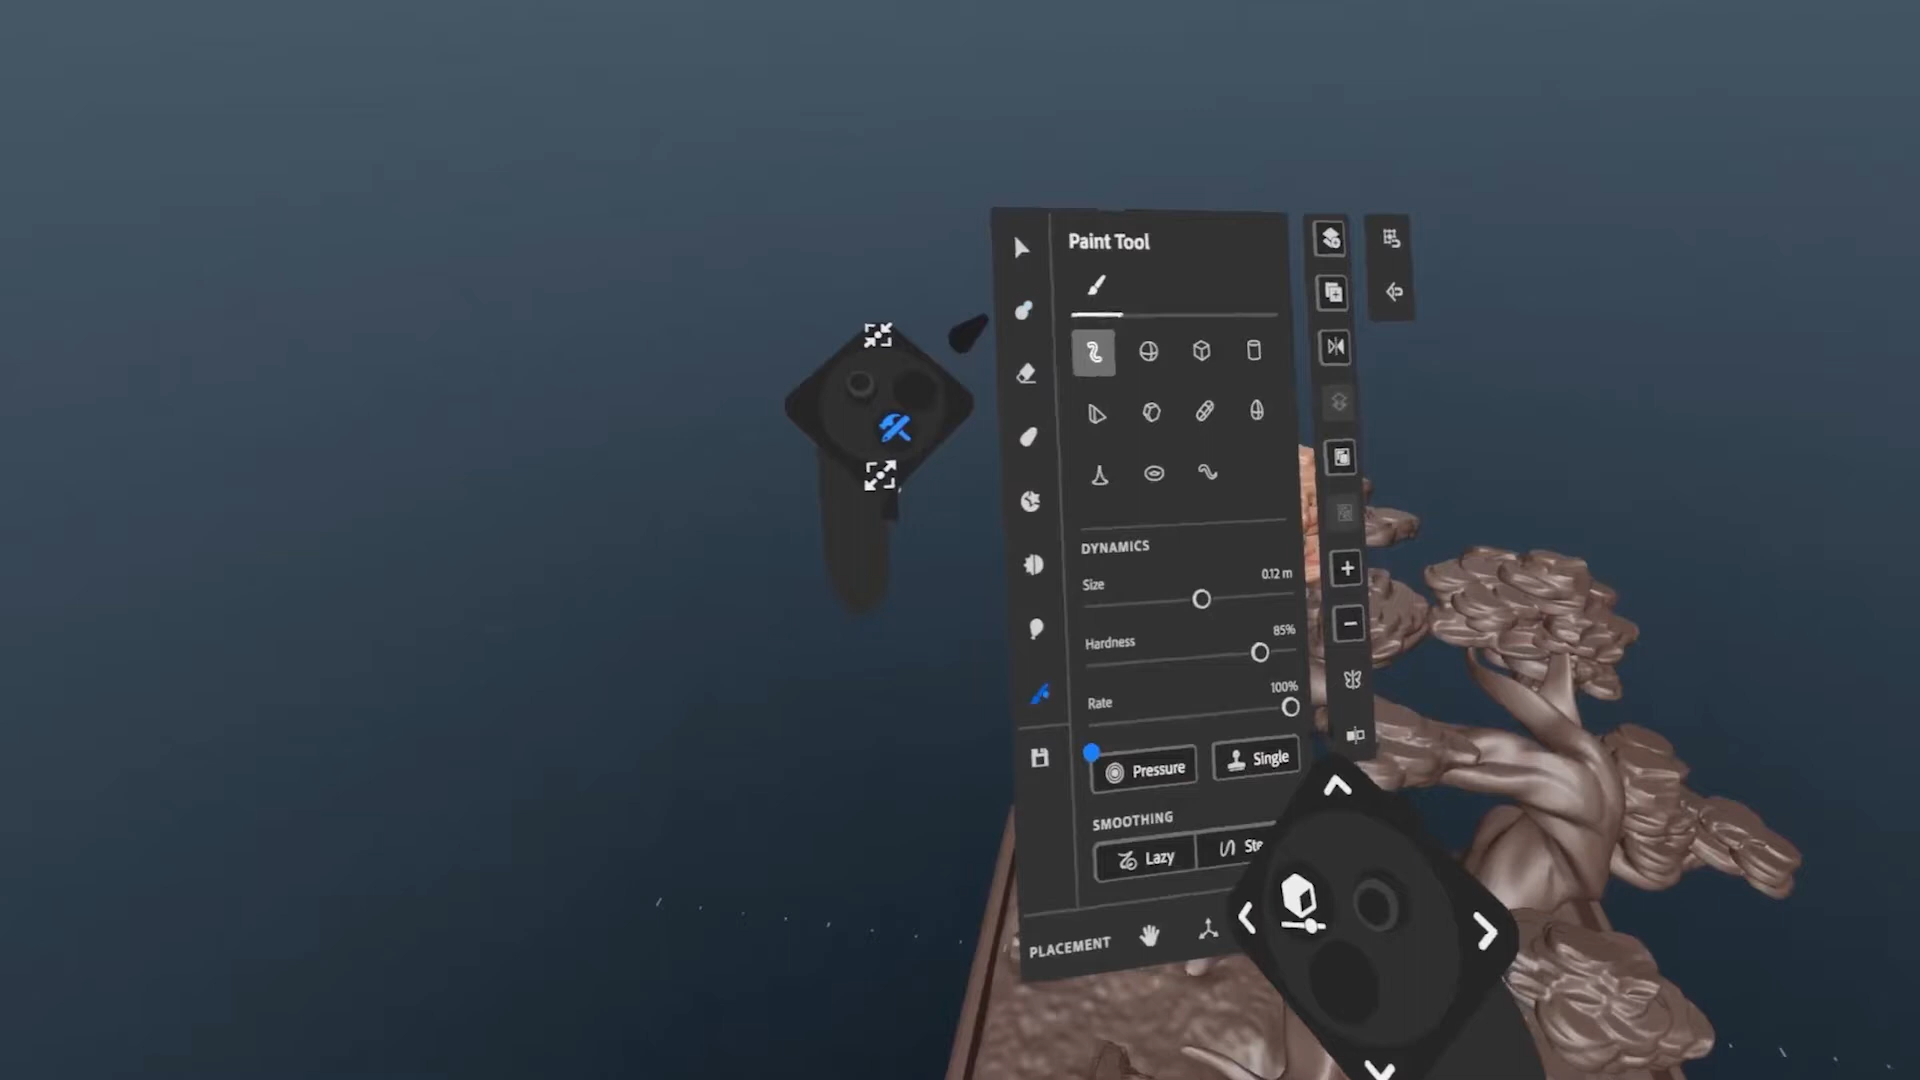 Paint Tool
DYNAMICS
Size 0.12 m
Hardness 85%
Rate 100%
Pressure Single
SMOOTHING
Lazy
PLACEMENT